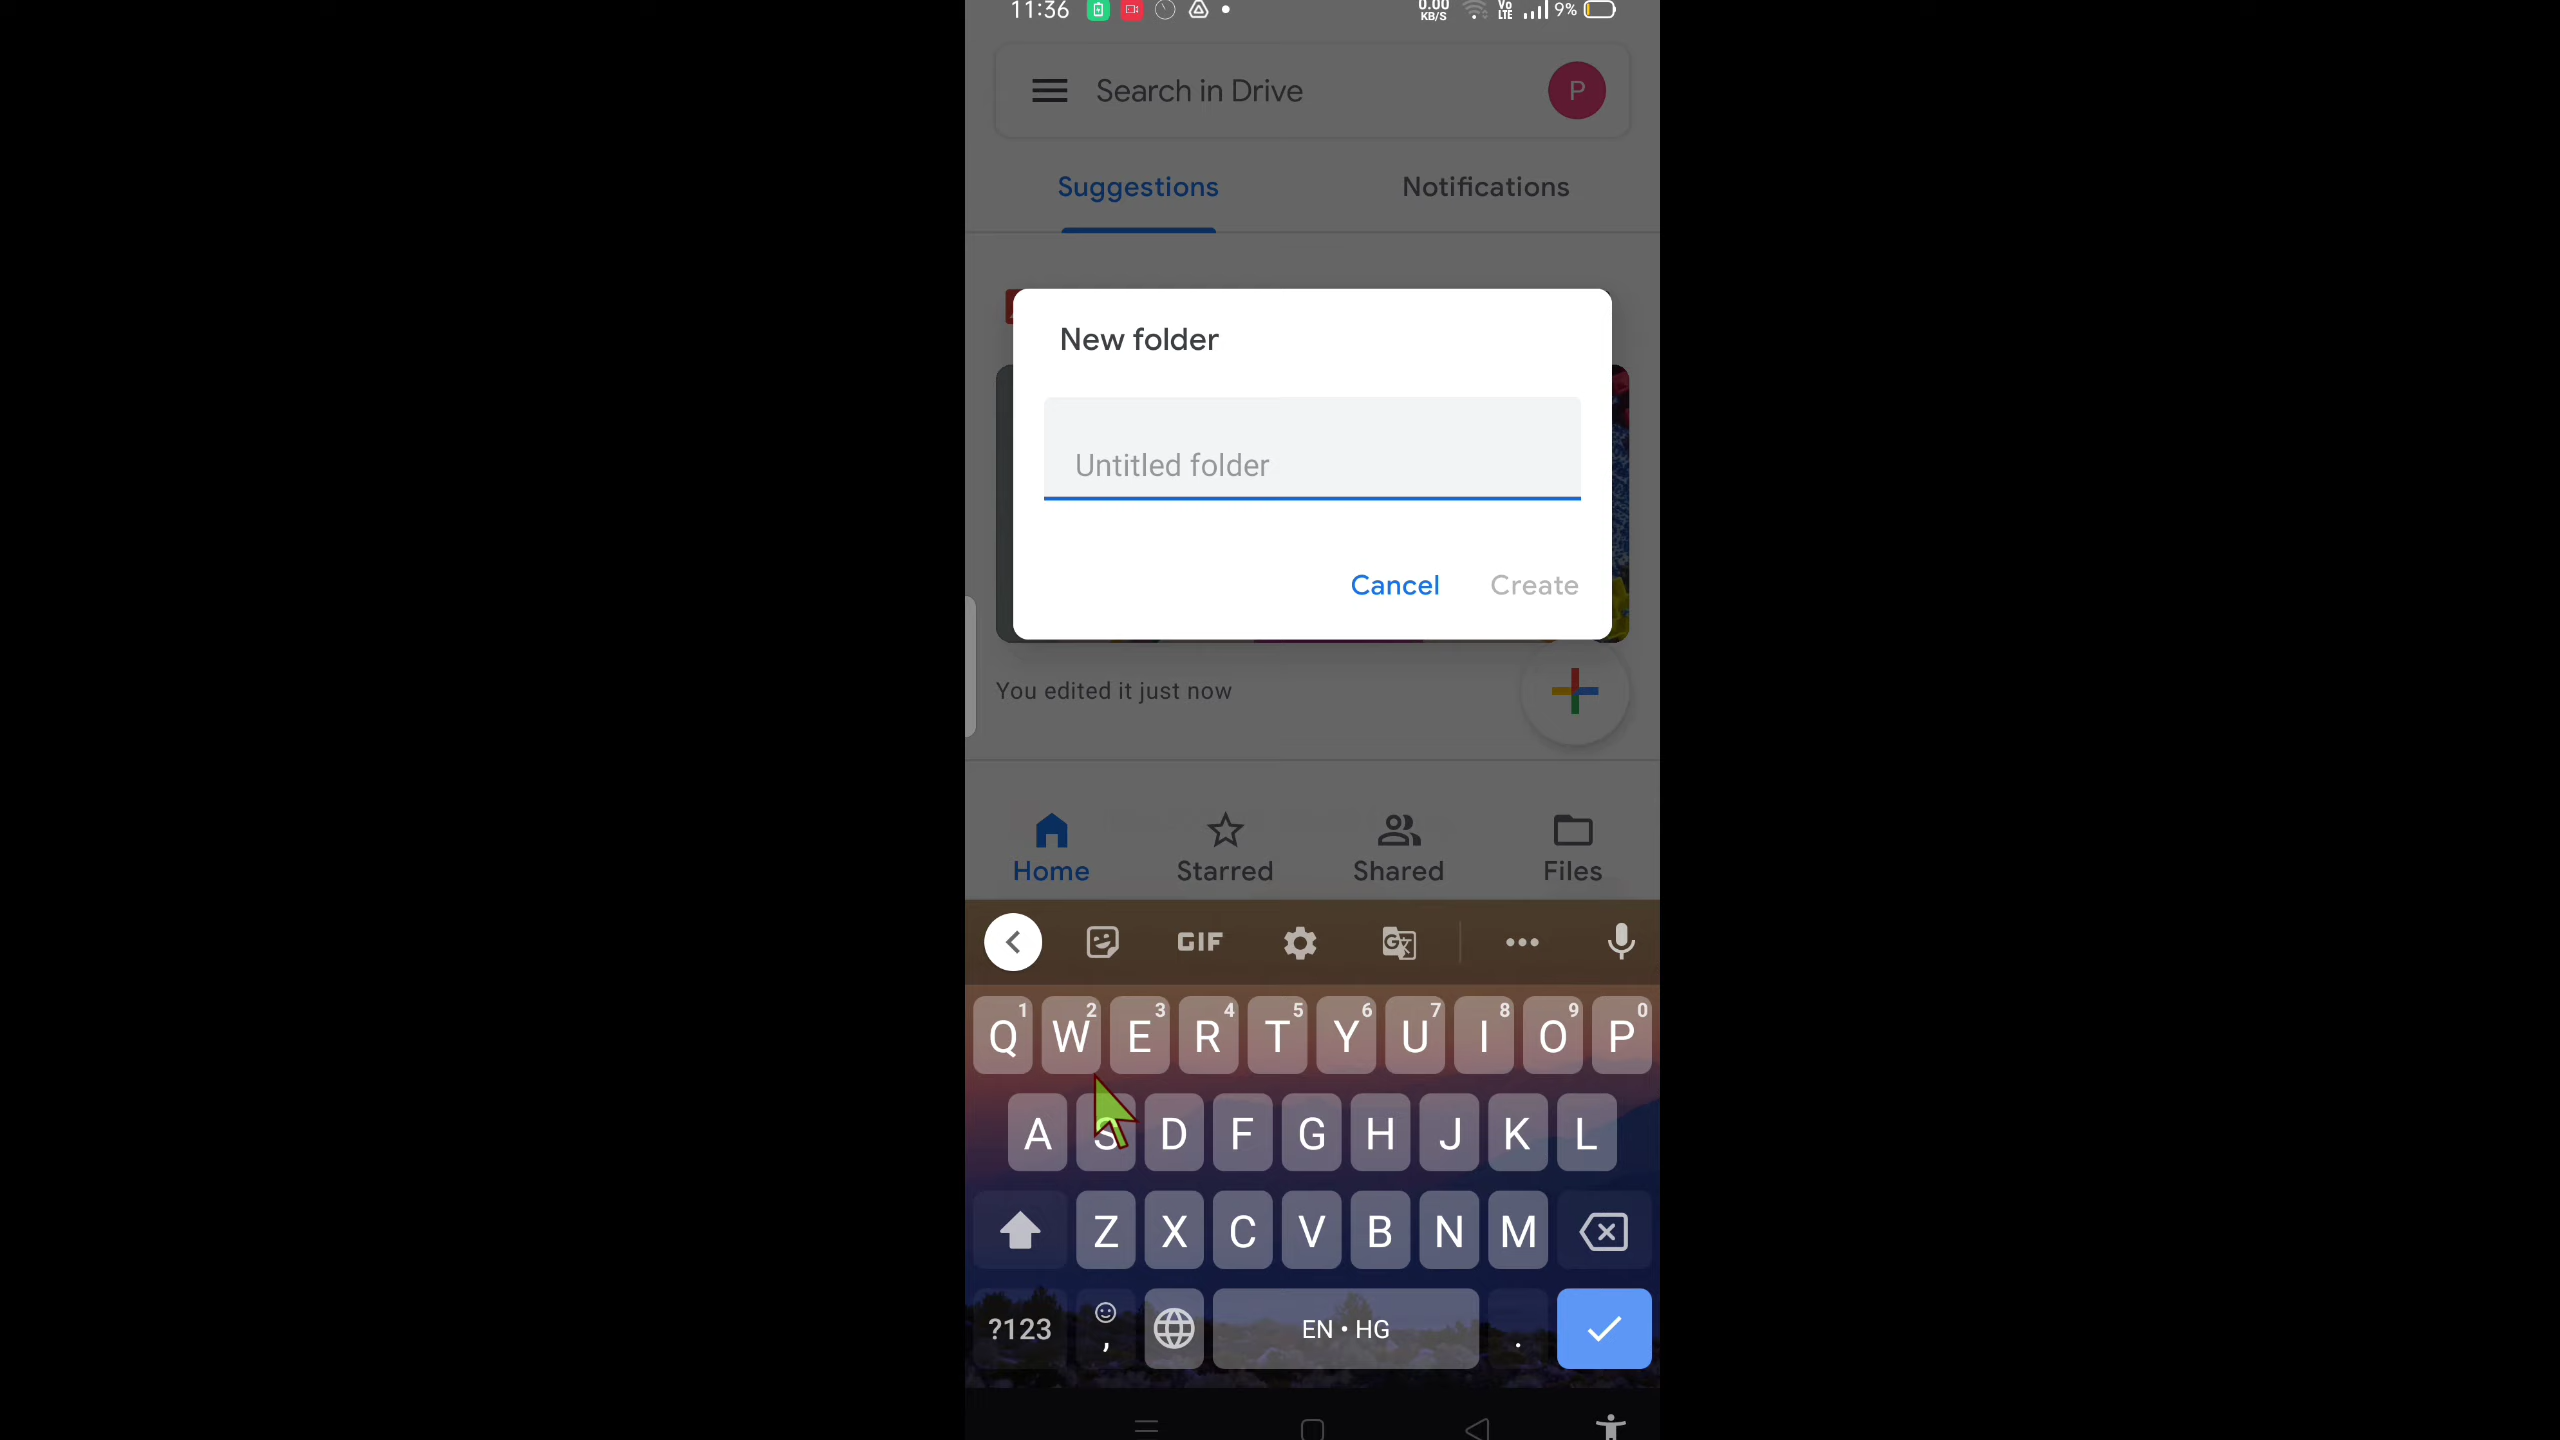 11:36 0.00 KB/S Vo LTE 9%
Search in Drive P
Suggestions Notifications
New folder
Untitled folder
Cancel Create
You edited it just now
Home Starred Shared Files
GIF G
Q1 W2 E3 R4 T5 Y6 U7 I8 O9 P0
A S D F G H J K L
Z X C V B N M
?123 , EN • HG .